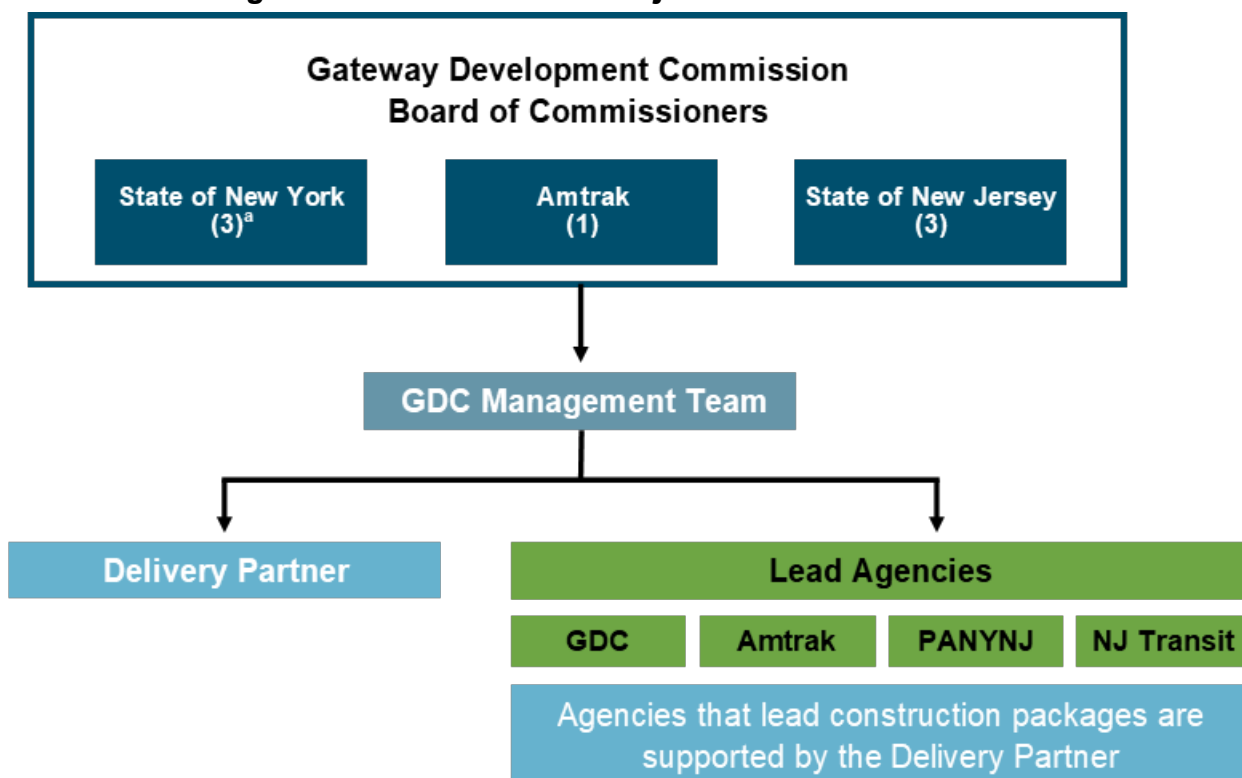 Gateway Development Commission
Board of Commissioners
State of New York
(3)a
Amtrak
(1)
State of New Jersey
(3)
GDC Management Team
Delivery Partner
Lead Agencies
GDC
Amtrak
PANYNJ
NJ Transit
Agencies that lead construction packages are
supported by the Delivery Partner